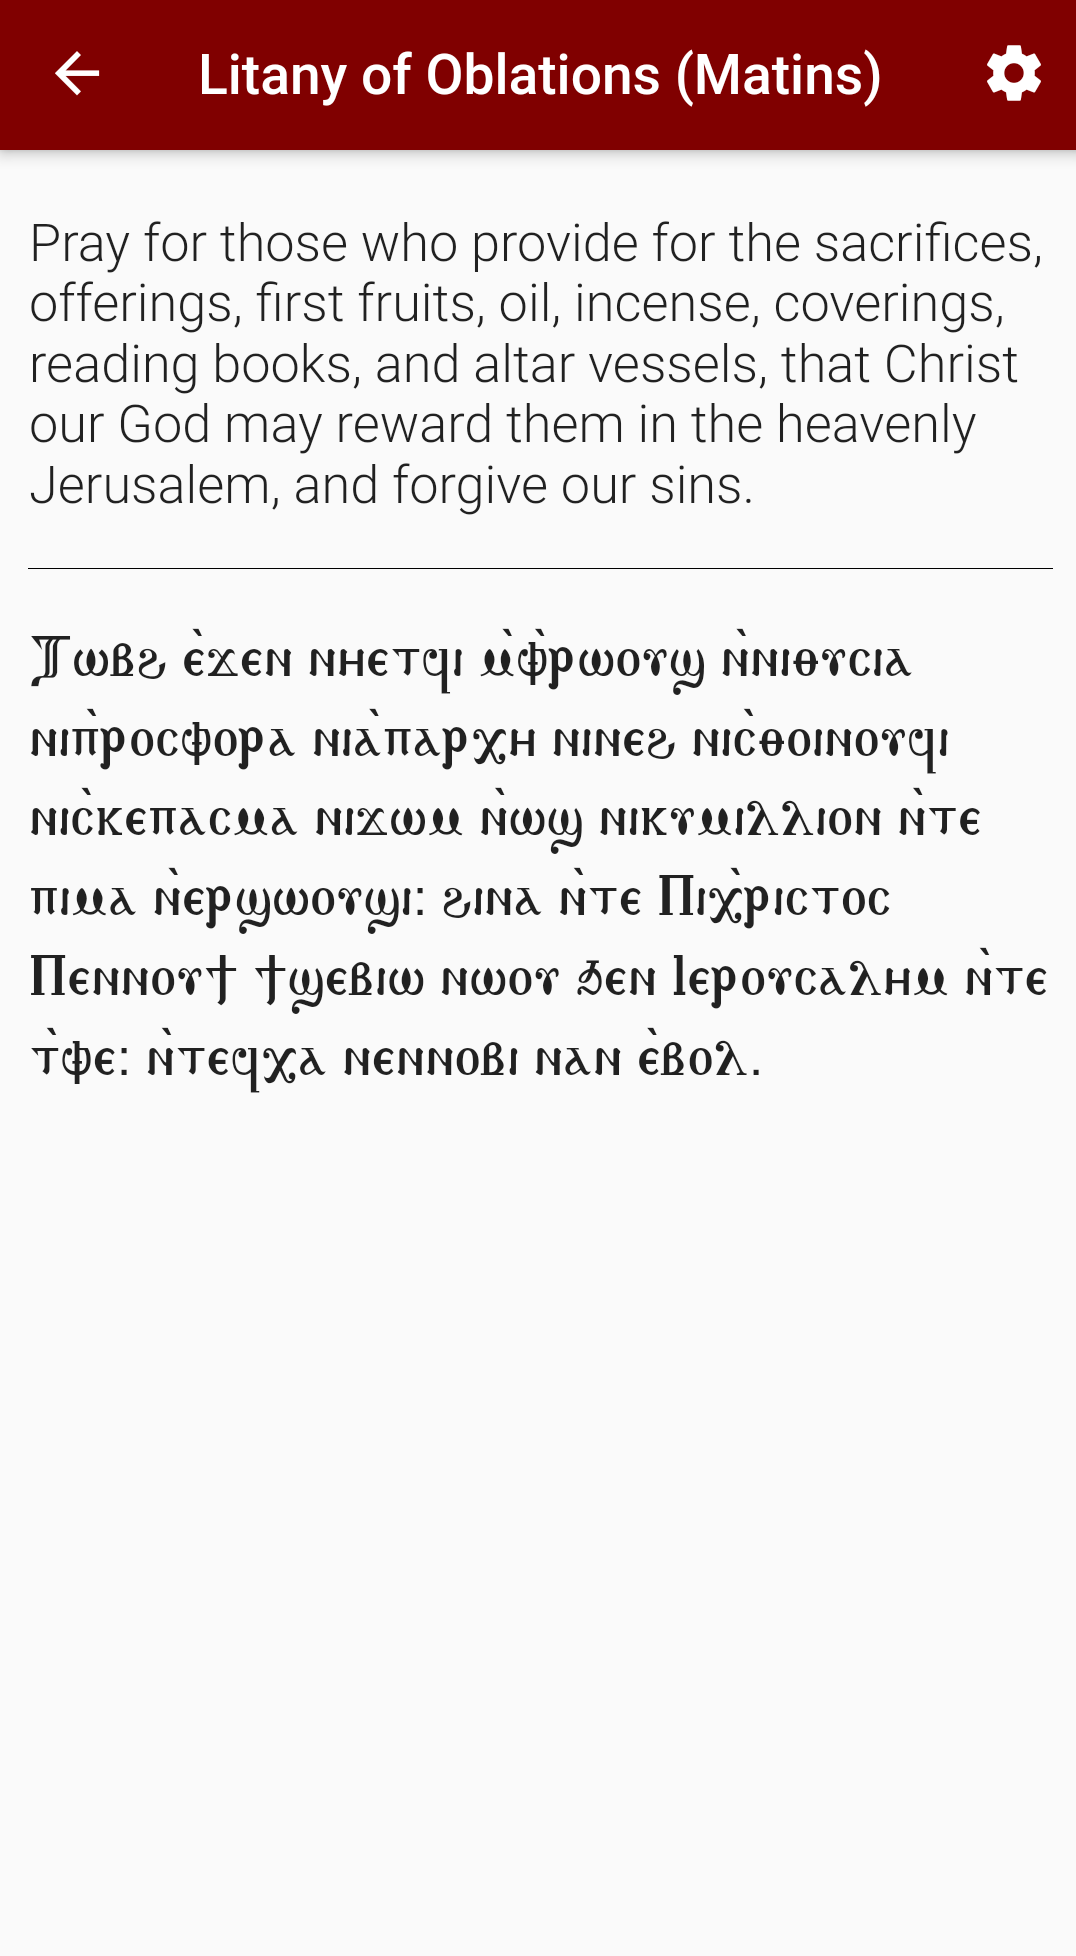 Litany of Oblations (Matins)
Pray for those who provide for the sacrifices,
offerings, first fruits, oil, incense, coverings,
reading books, and altar vessels, that Christ
our God may reward them in the heavenly
Jerusalem, and forgive our sins.
Ⲧⲱⲃϩ ⲉ̀ϫⲉⲛ ⲛⲏⲉⲧϥⲓ ⲙ̀ⲫ̀ⲣⲱⲟⲩϣ ⲛ̀ⲛⲓⲑⲩⲥⲓⲁ
ⲛⲓⲡ̀ⲣⲟⲥⲫⲟⲣⲁ ⲛⲓⲁ̀ⲡⲁⲣⲭⲏ ⲛⲓⲛⲉϩ ⲛⲓⲥ̀ⲑⲟⲓⲛⲟⲩϥⲓ
ⲛⲓⲥ̀ⲕⲉⲡⲁⲥⲙⲁ ⲛⲓϫⲱⲙ ⲛ̀ⲱϣ ⲛⲓⲕⲩⲙⲓⲗⲗⲓⲟⲛ ⲛ̀ⲧⲉ
ⲡⲓⲙⲁ ⲛ̀ⲉⲣϣⲱⲟⲩϣⲓ: ϩⲓⲛⲁ ⲛ̀ⲧⲉ Ⲡⲓⲭ̀ⲣⲓⲥⲧⲟⲥ
Ⲡⲉⲛⲛⲟⲩϯ ϯϣⲉⲃⲓⲱ ⲛⲱⲟⲩ ϧⲉⲛ Ⲓⲉⲣⲟⲩⲥⲁⲗⲏⲙ ⲛ̀ⲧⲉ
ⲧ̀ⲫⲉ: ⲛ̀ⲧⲉϥⲭⲁ ⲛⲉⲛⲛⲟⲃⲓ ⲛⲁⲛ ⲉ̀ⲃⲟⲗ.